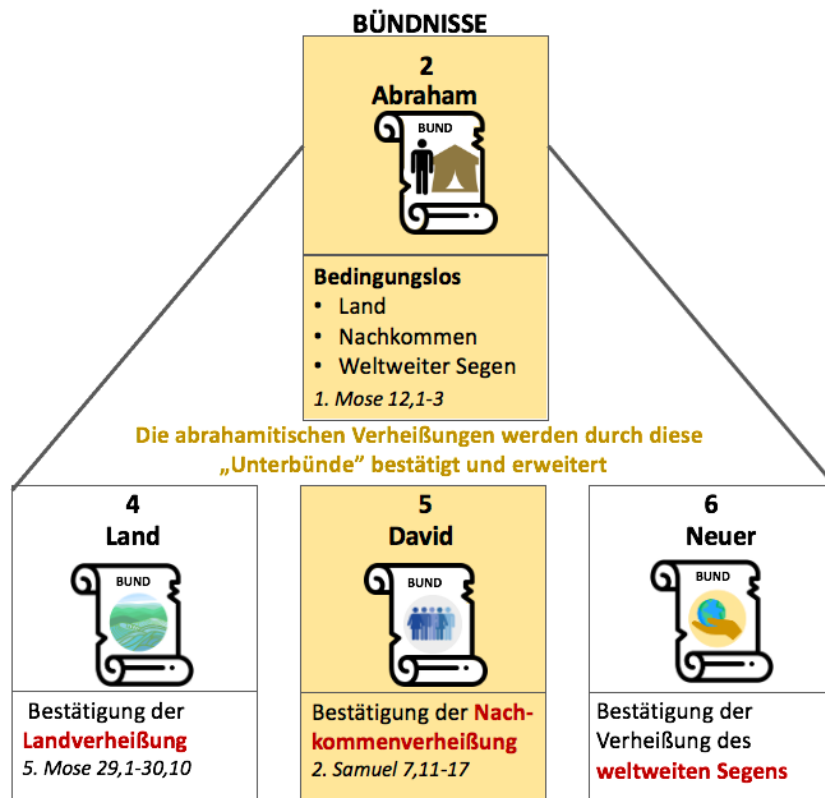 BÜNDNISSE
2
Abraham
BUND
Bedingungslos
• Land
• Nachkommen
• Weltweiter Segen
1. Mose 12,1-3
Die abrahamitischen Verheißungen werden durch diese
„Unterbünde” bestätigt und erweitert
4
Land
BUND
Bestätigung der
Landverheißung
5. Mose 29,1-30,10
5
David
BUND
Bestätigung der Nach-
kommenverheißung
2. Samuel 7,11-17
6
Neuer
BUND
Bestätigung der
Verheißung des
weltweiten Segens